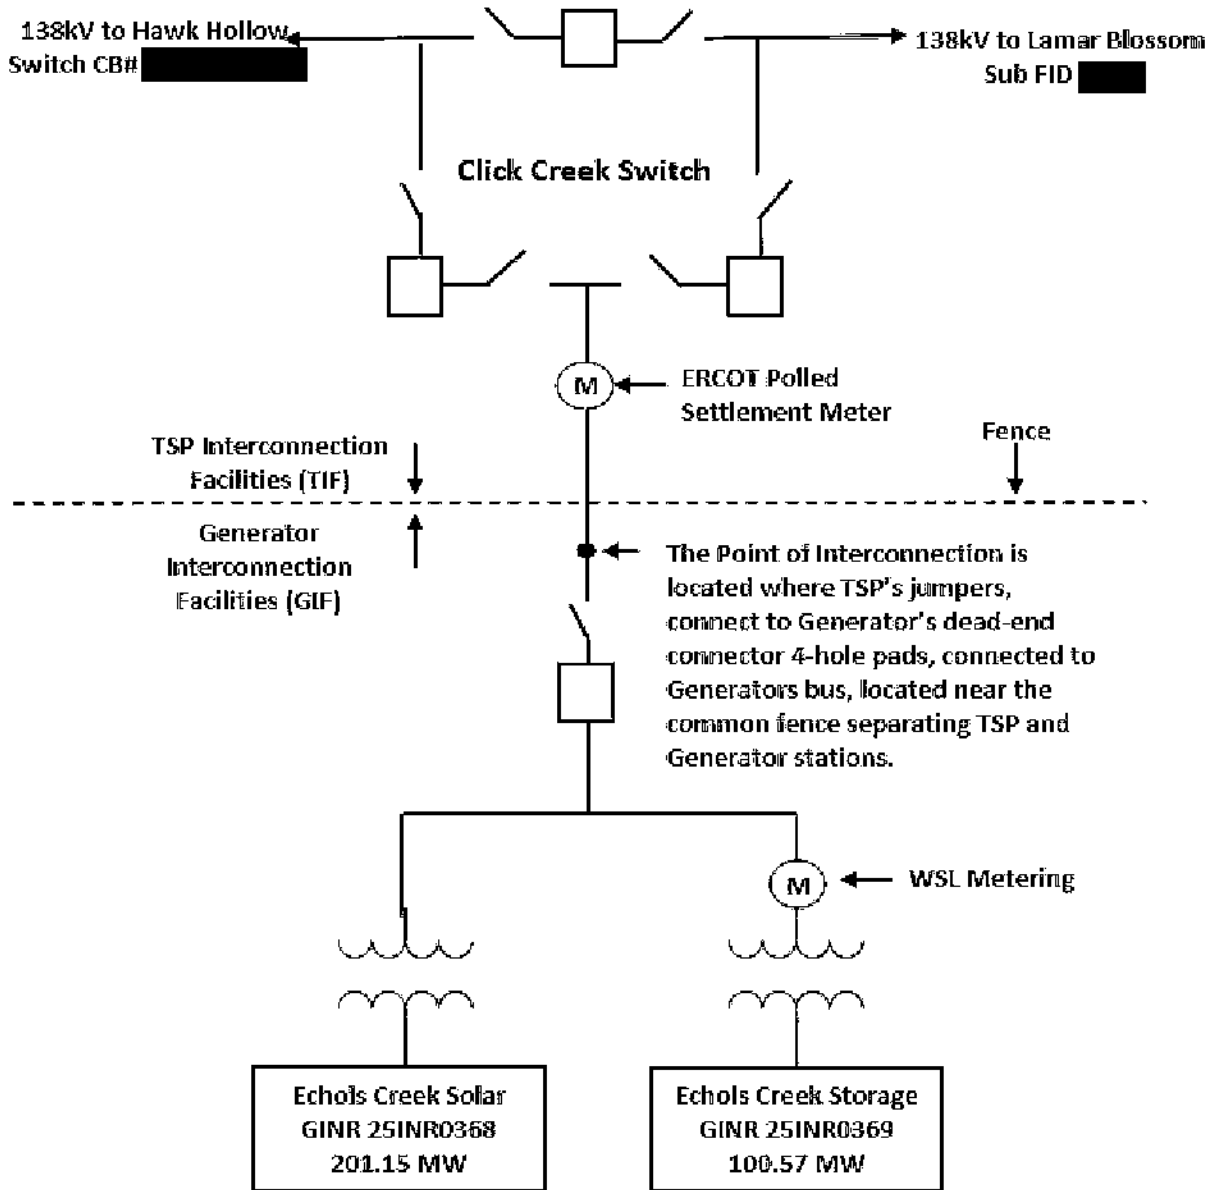 138kV to Hawk Hollow
Switch CB#
138kV to Lamar Blossom
Sub FID
Click Creek Switch
M
ERCOT Polled
Settlement Meter
TSP Interconnection
Facilities (TIF)
Fence
Generator
Interconnection
Facilities (GIF)
The Point of Interconnection is
located where TSP's jumpers,
connect to Generator's dead-end
connector 4-hole pads, connected to
Generators bus, located near the
common fence separating TSP and
Generator stations.
M
WSL Metering
Echols Creek Solar
GINR 25INR0368
201.15 MW
Echols Creek Storage
GINR 25INR0369
100.57 MW